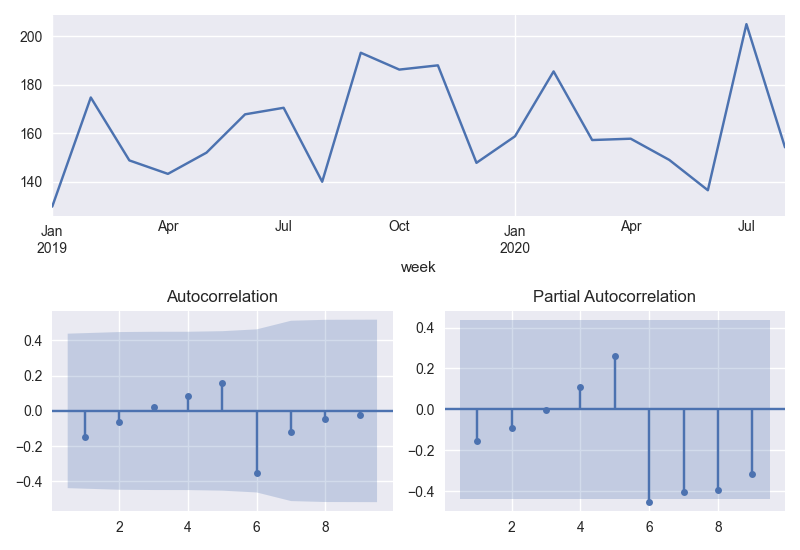 200
180
160
140
Jan Apr Jul Oct Jan Apr Jul
2019 2020
week
Autocorrelation Partial Autocorrelation
0.4 0.4
0.2 0.2
0.0 0.0
−0.2 −0.2
−0.4 −0.4
2 4 6 8 2 4 6 8